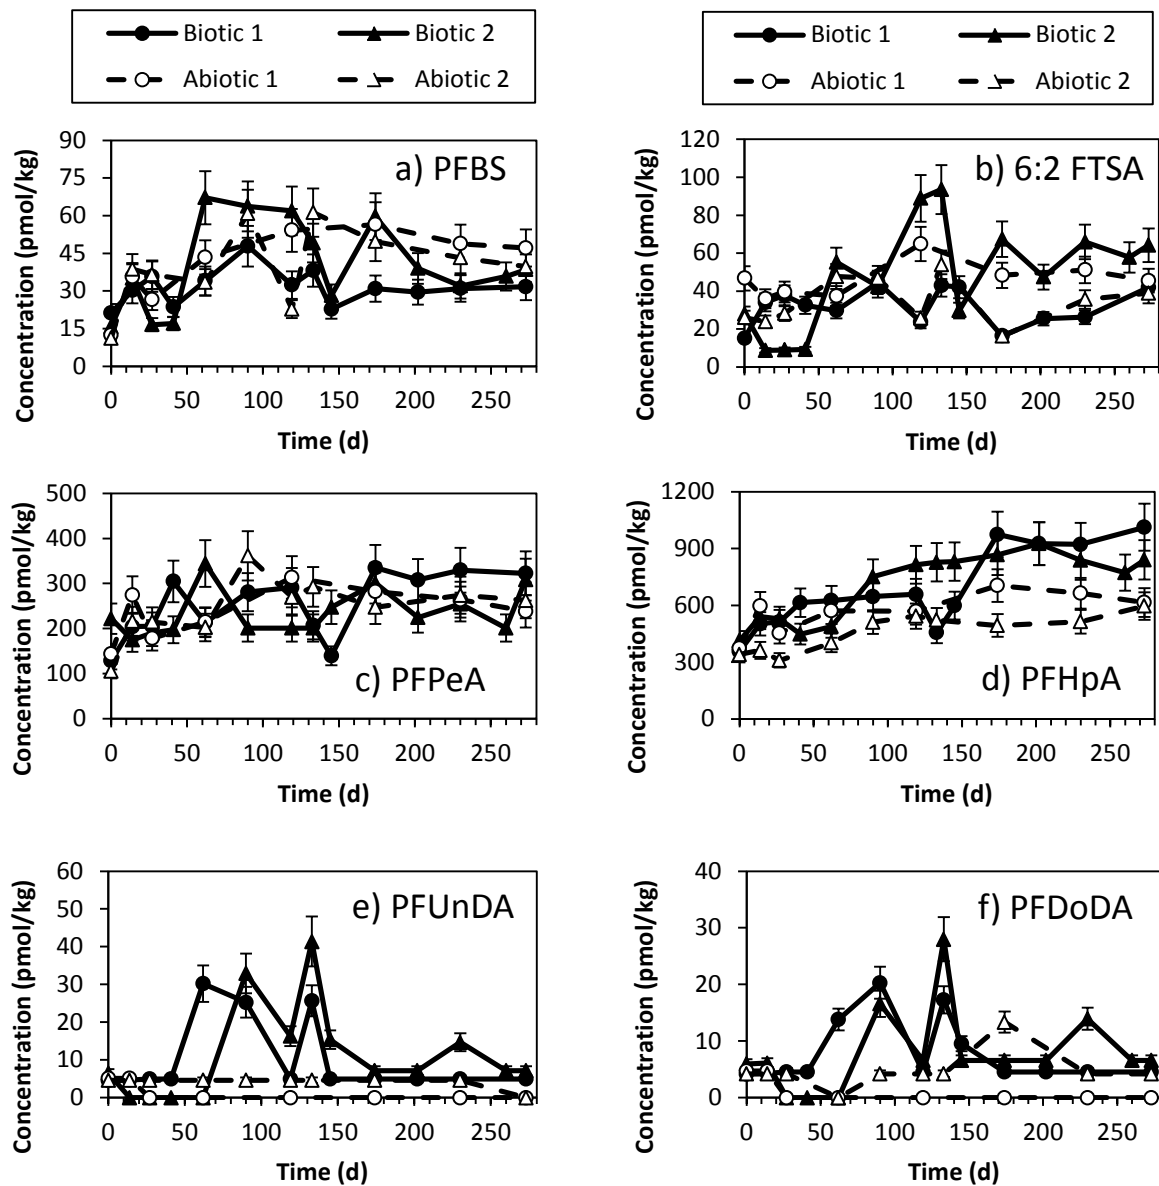 Biotic 1 Biotic 2 Biotic 1 Biotic 2
Abiotic 1 Abiotic 2 Abiotic 1 Abiotic 2
a) PFBS
Concentration (pmol/kg)
90
75
60
45
30
15
0
0 50 100 150 200 250
Time (d)
b) 6:2 FTSA
Concentration (pmol/kg)
120
100
80
60
40
20
0
0 50 100 150 200 250
Time (d)
c) PFPeA
Concentration (pmol/kg)
500
400
300
200
100
0
0 50 100 150 200 250
Time (d)
d) PFHpA
Concentration (pmol/kg)
1200
900
600
300
0
0 50 100 150 200 250
Time (d)
e) PFUnDA
Concentration (pmol/kg)
60
50
40
30
20
10
0
0 50 100 150 200 250
Time (d)
f) PFDoDA
Concentration (pmol/kg)
40
30
20
10
0
0 50 100 150 200 250
Time (d)